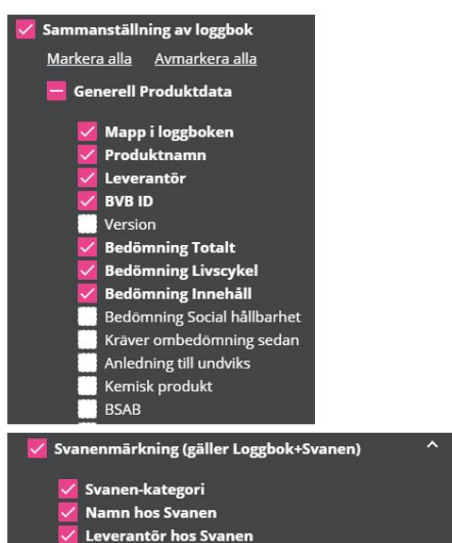 Sammanställning av loggbok
Markera alla Avmarkera alla
Generell Produktdata
Mapp i loggboken
Produktnamn
Leverantör
BVB ID
Version
Bedömning Totalt
Bedömning Livscykel
Bedömning Innehåll
Bedömning Social hållbarhet
Kräver ombedömning sedan
Anledning till undviks
Kemisk produkt
BSAB
Svanenmärkning (gäller Loggbok+Svanen)
Svanen-kategori
Namn hos Svanen
Leverantör hos Svanen